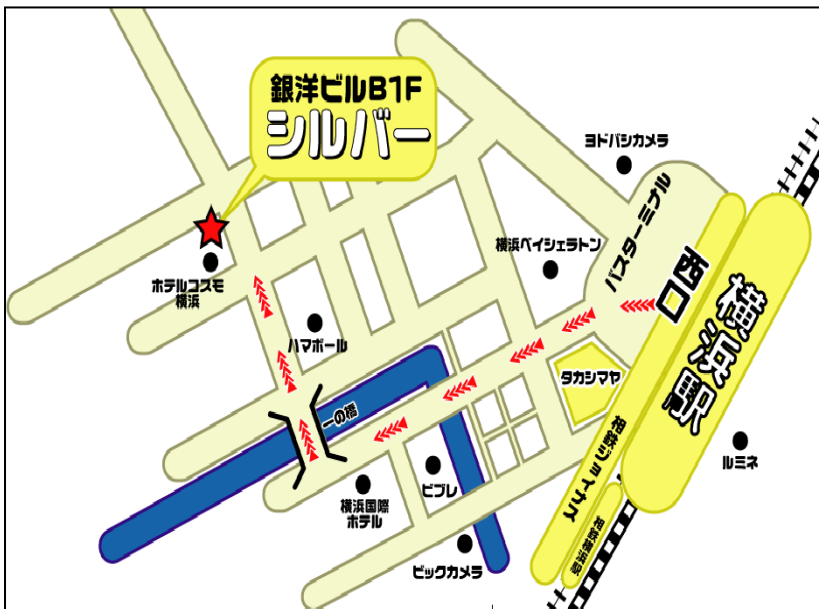 銀洋ビルB1F
シルバー
ヨドバシカメラ
バスターミナル
横浜ベイシェラトン
西口
横浜駅
ホテルコスモ
横浜
ハマボール
タカシマヤ
一の橋
相鉄ジョイナス
ルミネ
ビブレ
横浜国際
ホテル
相鉄横浜駅
ビックカメラ